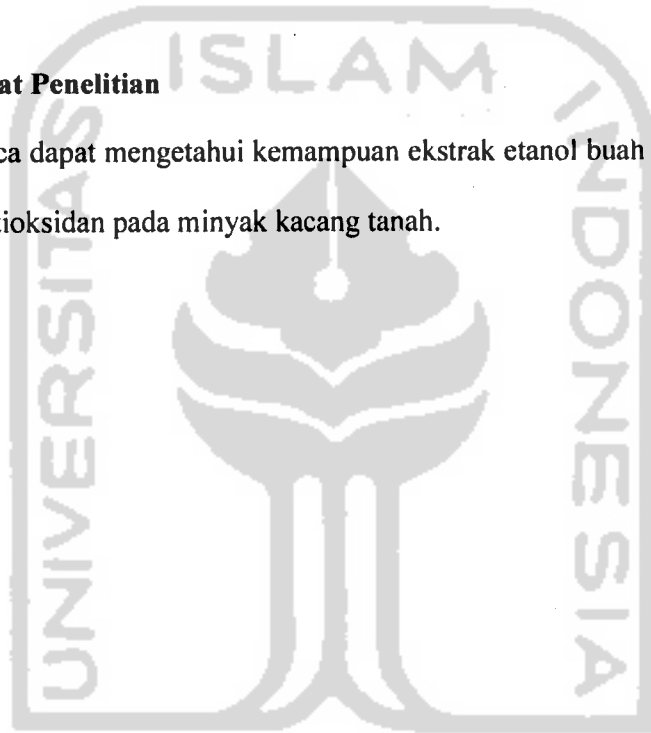 ISLAM
at Penelitian
ca dapat mengetahui kemampuan ekstrak etanol buah
tioksidan pada minyak kacang tanah.
UNIVERSITAS
INDONESIA